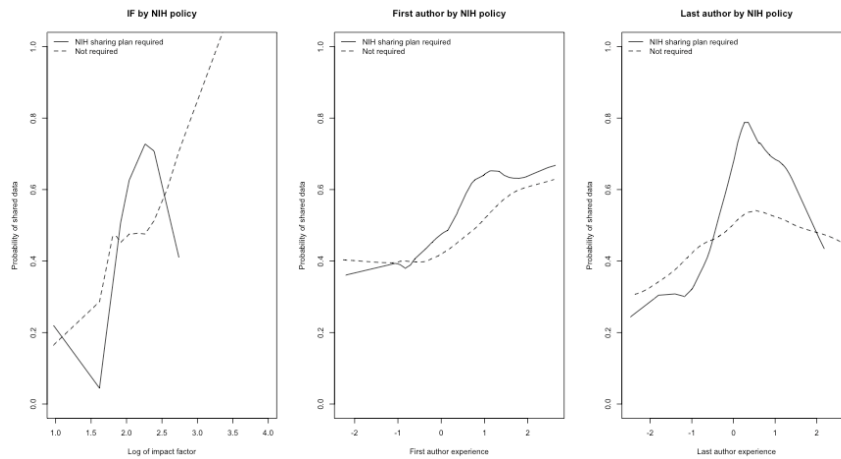 IF by NIH policy
NIH sharing plan required
Not required
Probability of shared data
0.0
0.2
0.4
0.6
0.8
1.0
1.0 1.5 2.0 2.5 3.0 3.5 4.0
Log of impact factor
First author by NIH policy
NIH sharing plan required
Not required
Probability of shared data
0.0
0.2
0.4
0.6
0.8
1.0
-2 -1 0 1 2
First author experience
Last author by NIH policy
NIH sharing plan required
Not required
Probability of shared data
0.0
0.2
0.4
0.6
0.8
1.0
-2 -1 0 1 2
Last author experience